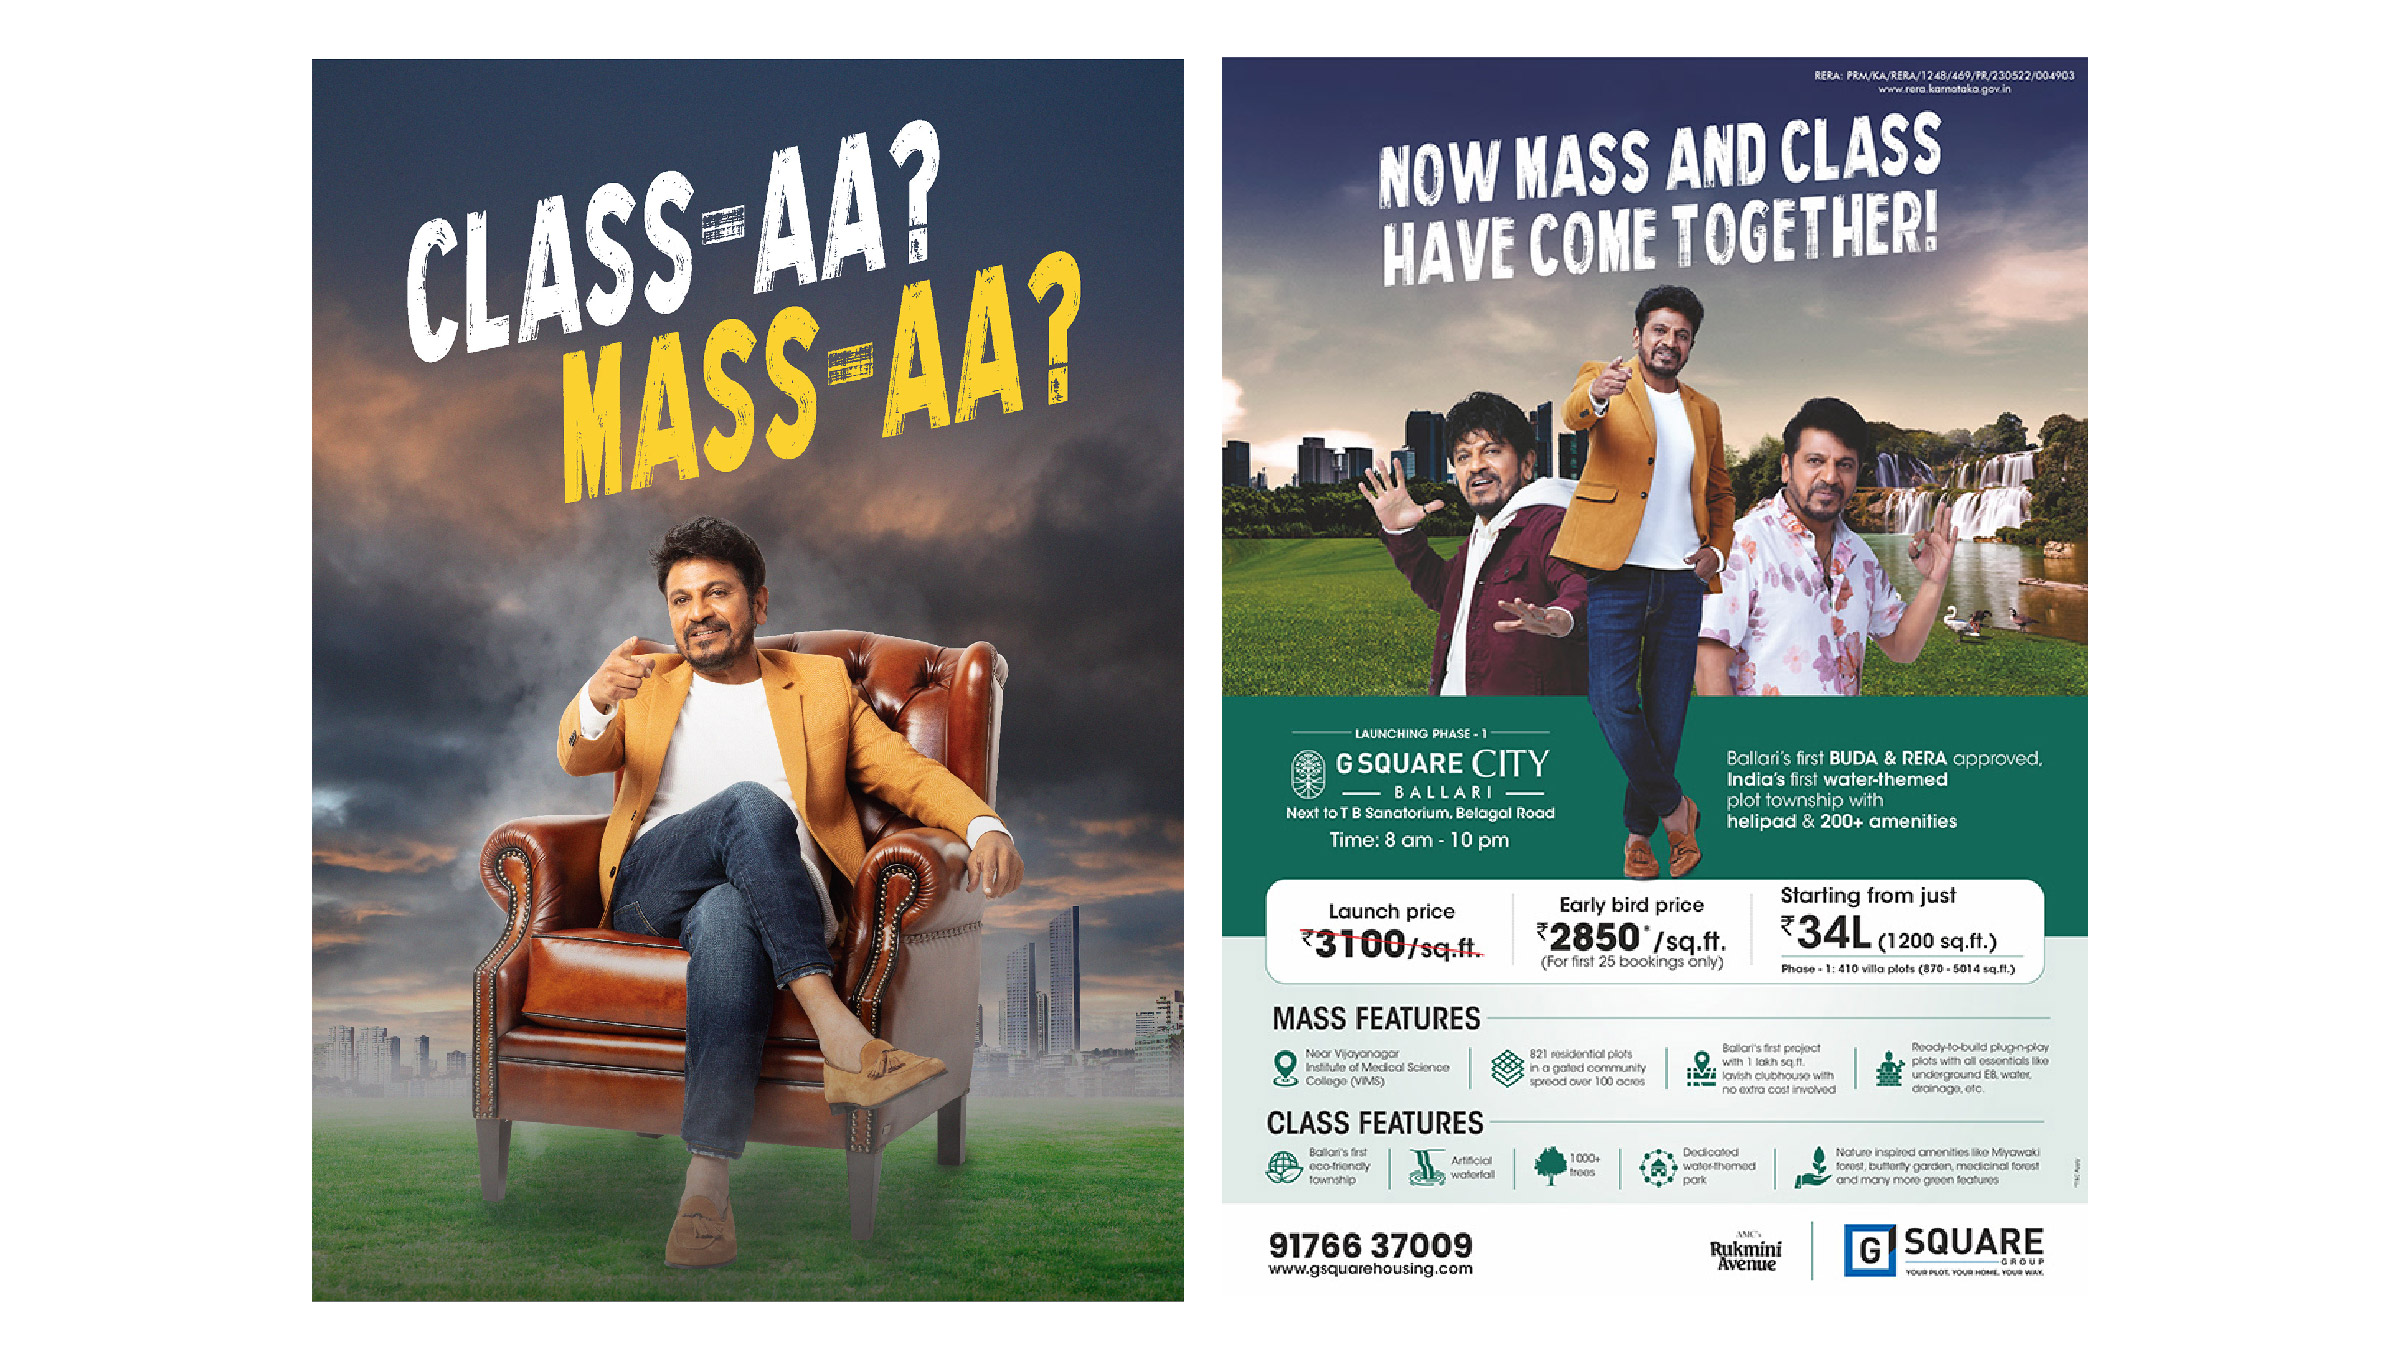 CLASS-AA?
MASS-AA?
RERA: PRM/KA/RERA/1248/469/PR/230522/004903
www.rera.karnataka.gov.in
NOW MASS AND CLASS
HAVE COME TOGETHER!
LAUNCHING PHASE - 1
G SQUARE CITY
BALLARI
Next to T B Sanatorium, Belagal Road
Time: 8 am - 10 pm
Ballari's first BUDA & RERA approved,
India's first water-themed
plot township with
helipad & 200+ amenities
Launch price
₹3100/sq.ft.
Early bird price
₹2850*/sq.ft.
(For first 25 bookings only)
Starting from just
₹34L (1200 sq.ft.)
Phase - 1: 410 villa plots (870 - 5014 sq.ft.)
MASS FEATURES
Near Vijayanagar
Institute of Medical Science
College (VIMS)
821 residential plots
in a gated community
spread over 100 acres
Ballari's first project
with 1 lakh sq.ft.
lavish clubhouse with
no extra cost involved
Ready-to-build plug-n-play
plots with all essentials like
underground EB, water,
drainage, etc.
CLASS FEATURES
Ballari's first
eco-friendly
township
Artificial
waterfall
1000+
trees
Dedicated
water-themed
park
Nature inspired amenities like Miyawaki
forest, butterfly garden, medicinal forest
and many more green features
91766 37009
www.gsquarehousing.com
AMC's
Rukmini
Avenue
G SQUARE
GROUP
YOUR PLOT. YOUR HOME. YOUR WAY.